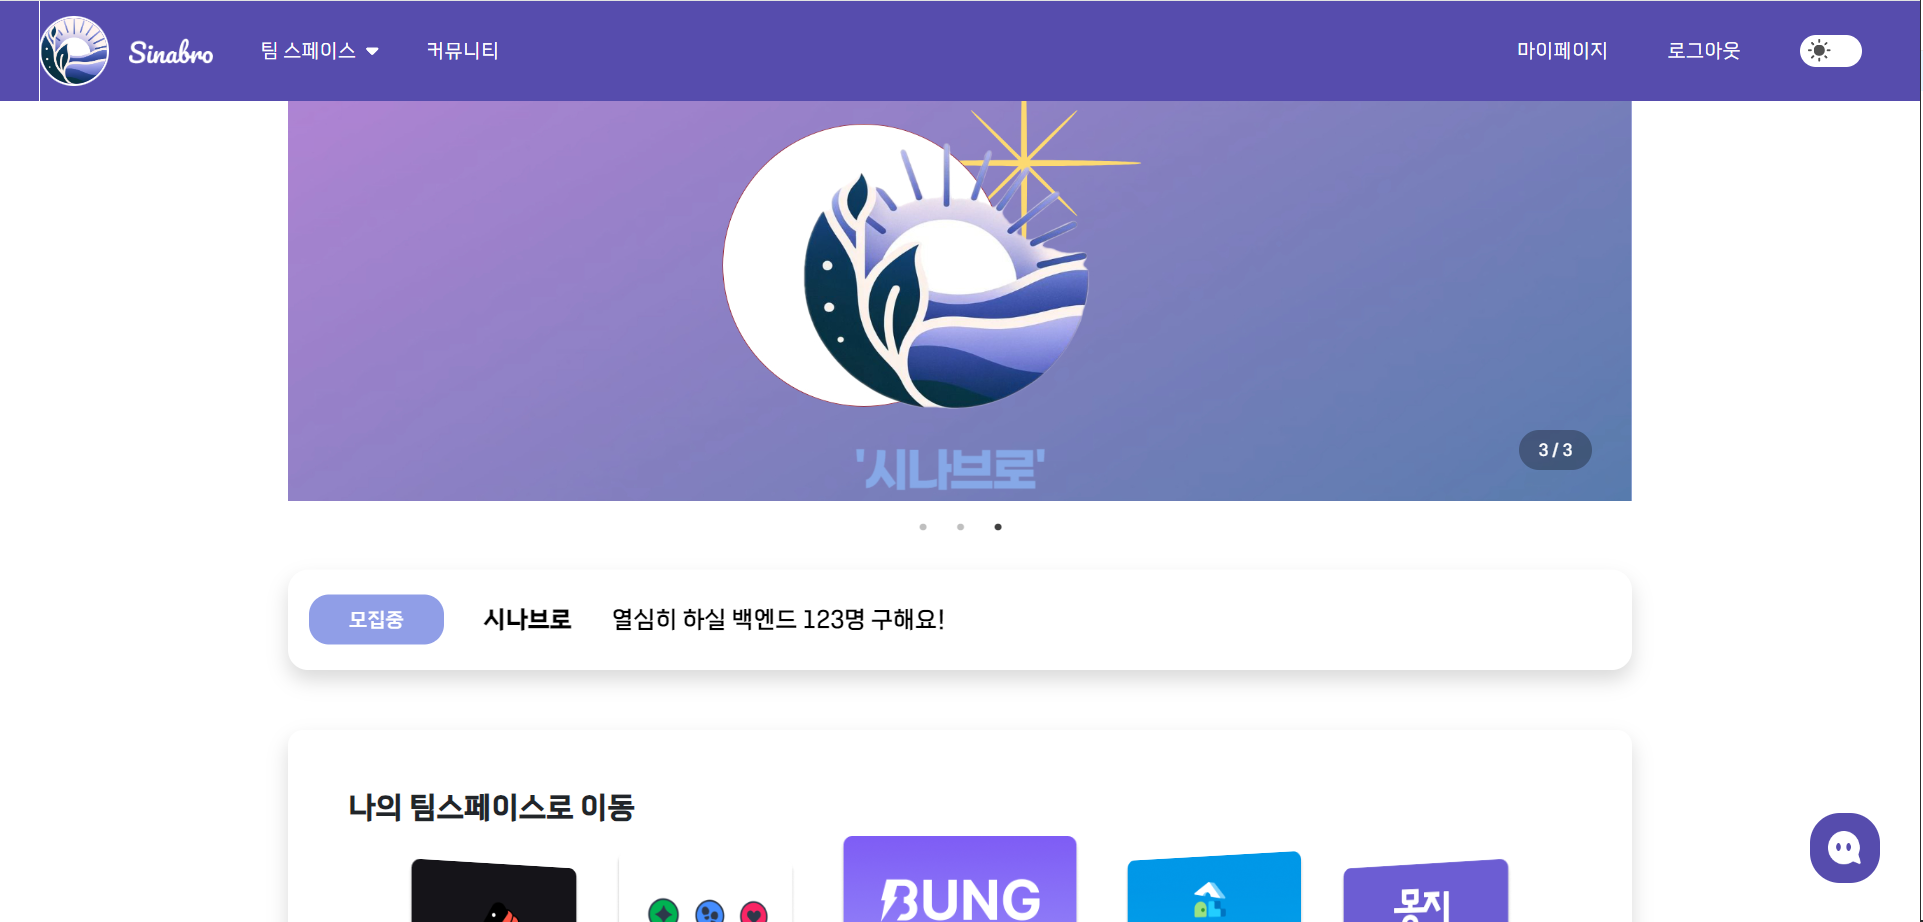 Sinabro
팀 스페이스
커뮤니티
마이페이지
로그아웃
'시나브로'
3 / 3
모집중
시나브로
열심히 하실 백엔드 123명 구해요!
나의 팀스페이스로 이동
BUNG
몽지